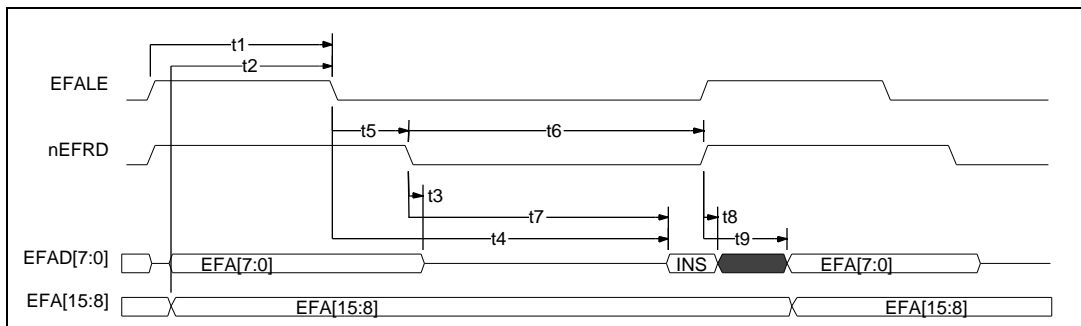 t1
t2
EFALE
t5
t6
nEFRD
t3
t7
t8
t4
t9
EFAD[7:0]
EFA[7:0]
INS
EFA[7:0]
EFA[15:8]
EFA[15:8]
EFA[15:8]